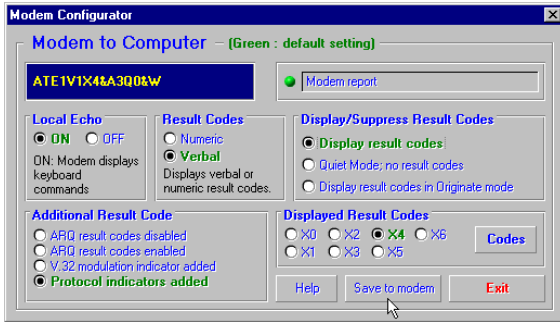 Modem Configurator
Modem to Computer – (Green : default setting)
ATE1V1X4&A3Q0&W
Modem report
Local Echo
ON OFF
ON: Modem displays
keyboard
commands
Result Codes
Numeric
Verbal
Displays verbal or
numeric result codes.
Display/Suppress Result Codes
Display result codes
Quiet Mode; no result codes
Display result codes in Originate mode
Additional Result Code
ARQ result codes disabled
ARQ result codes enabled
V.32 modulation indicator added
Protocol indicators added
Displayed Result Codes
X0 X2 X4 X6
X1 X3 X5
Codes
Help Save to modem Exit